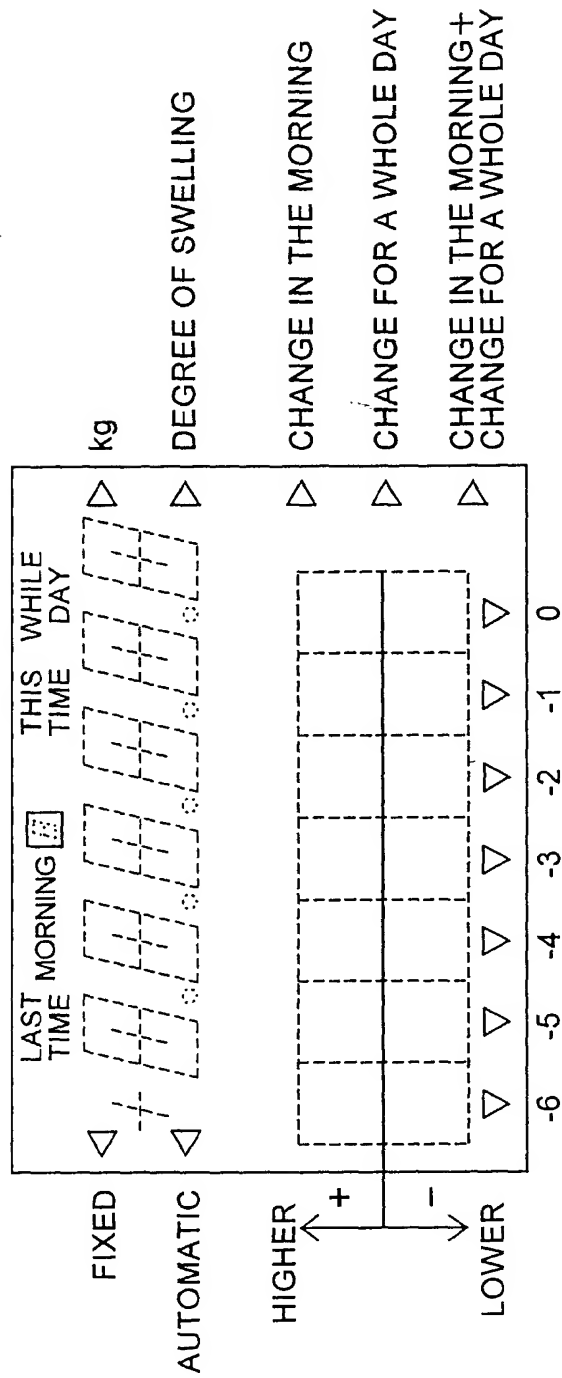 LAST
TIME
MORNING
THIS
TIME
WHILE
DAY
FIXED
AUTOMATIC
kg
DEGREE OF SWELLING
HIGHER
+
−
LOWER
CHANGE IN THE MORNING
CHANGE FOR A WHOLE DAY
CHANGE IN THE MORNING+
CHANGE FOR A WHOLE DAY
-6 -5 -4 -3 -2 -1 0